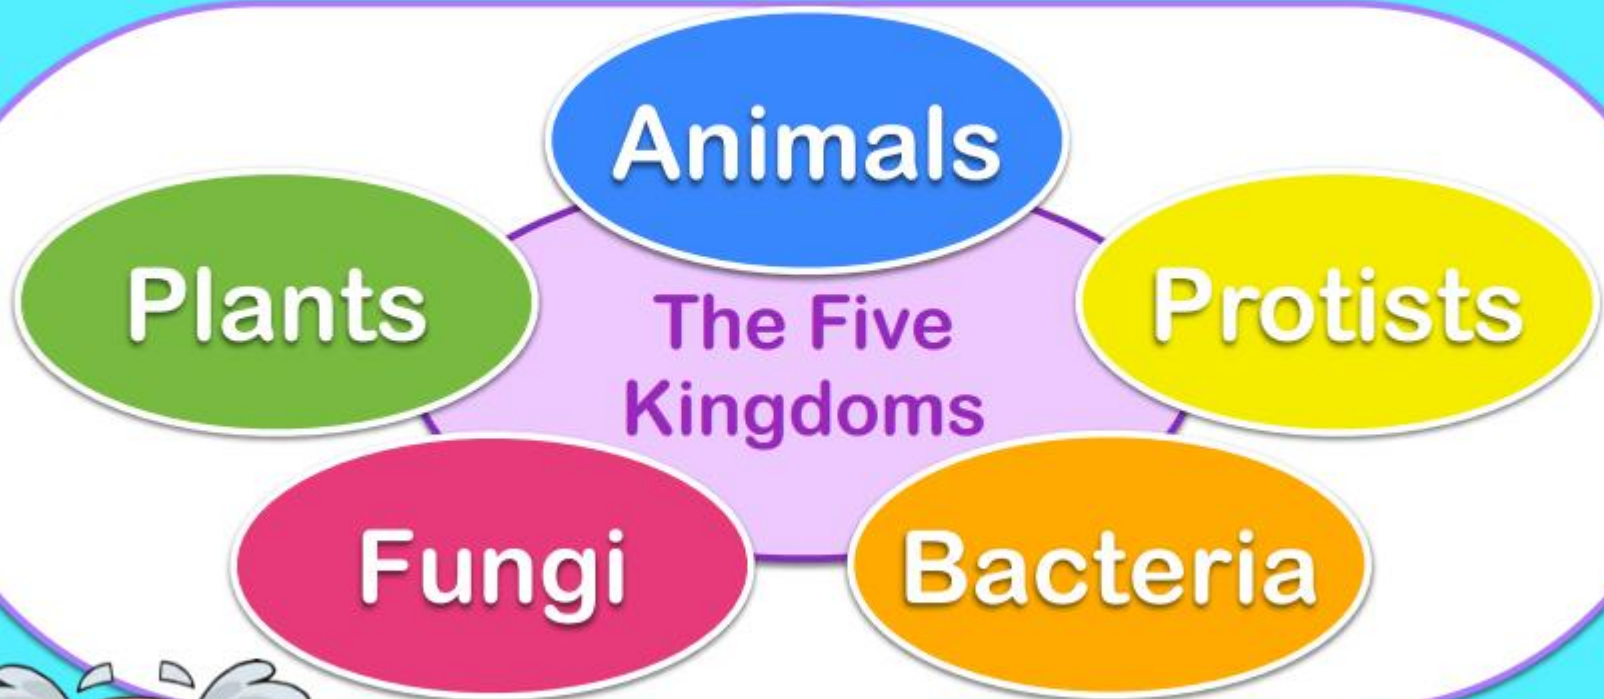 Animals
Plants
Protists
The Five
Kingdoms
Fungi
Bacteria